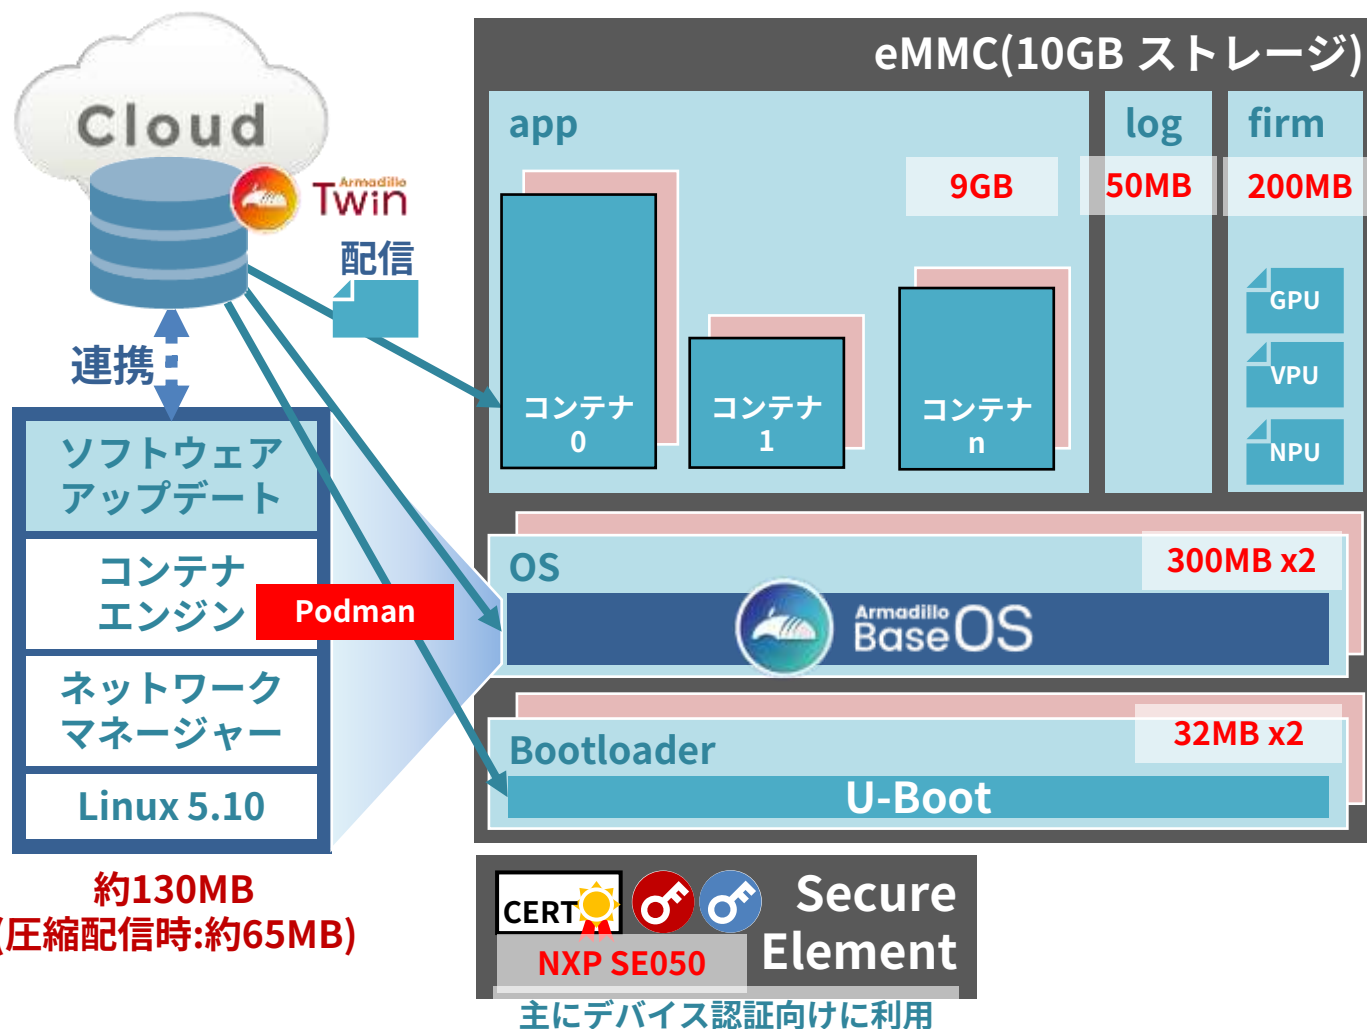 eMMC(10GB ストレージ)
Cloud
Armadillo
Twin
配信
連携
app
9GB
log
50MB
firm
200MB
GPU
VPU
NPU
コンテナ
0
コンテナ
1
コンテナ
n
ソフトウェア
アップデート
コンテナ
エンジン
Podman
ネットワーク
マネージャー
Linux 5.10
約130MB
(圧縮配信時:約65MB)
OS
300MB x2
Armadillo
Base OS
Bootloader
32MB x2
U-Boot
CERT
Secure
Element
NXP SE050
主にデバイス認証向けに利用